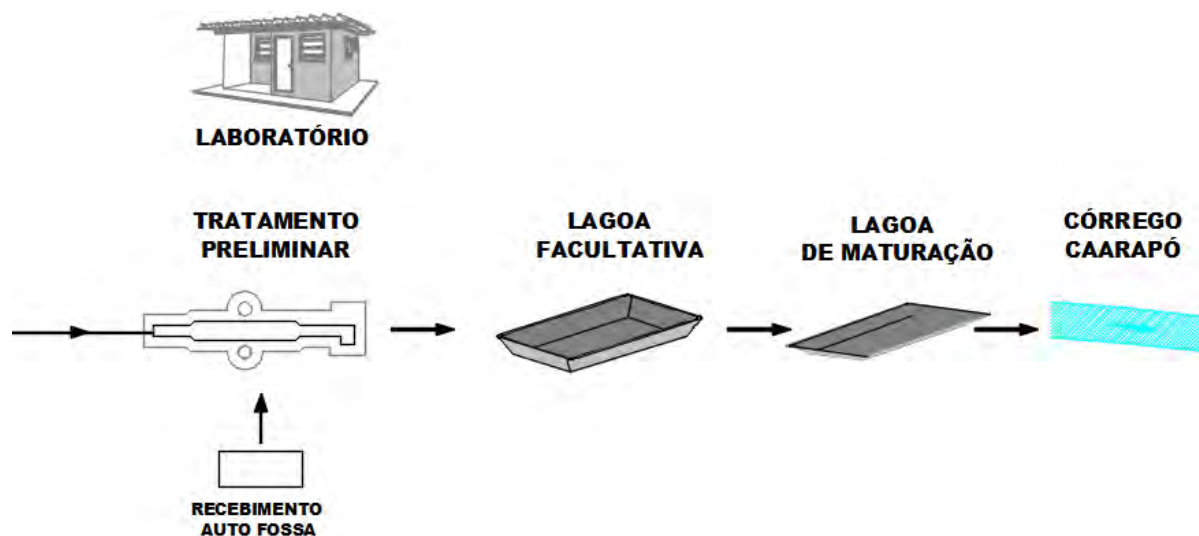 LABORATÓRIO
TRATAMENTO
PRELIMINAR
LAGOA
FACULTATIVA
LAGOA
DE MATURAÇÃO
CÓRREGO
CAARAPÓ
RECEBIMENTO
AUTO FOSSA